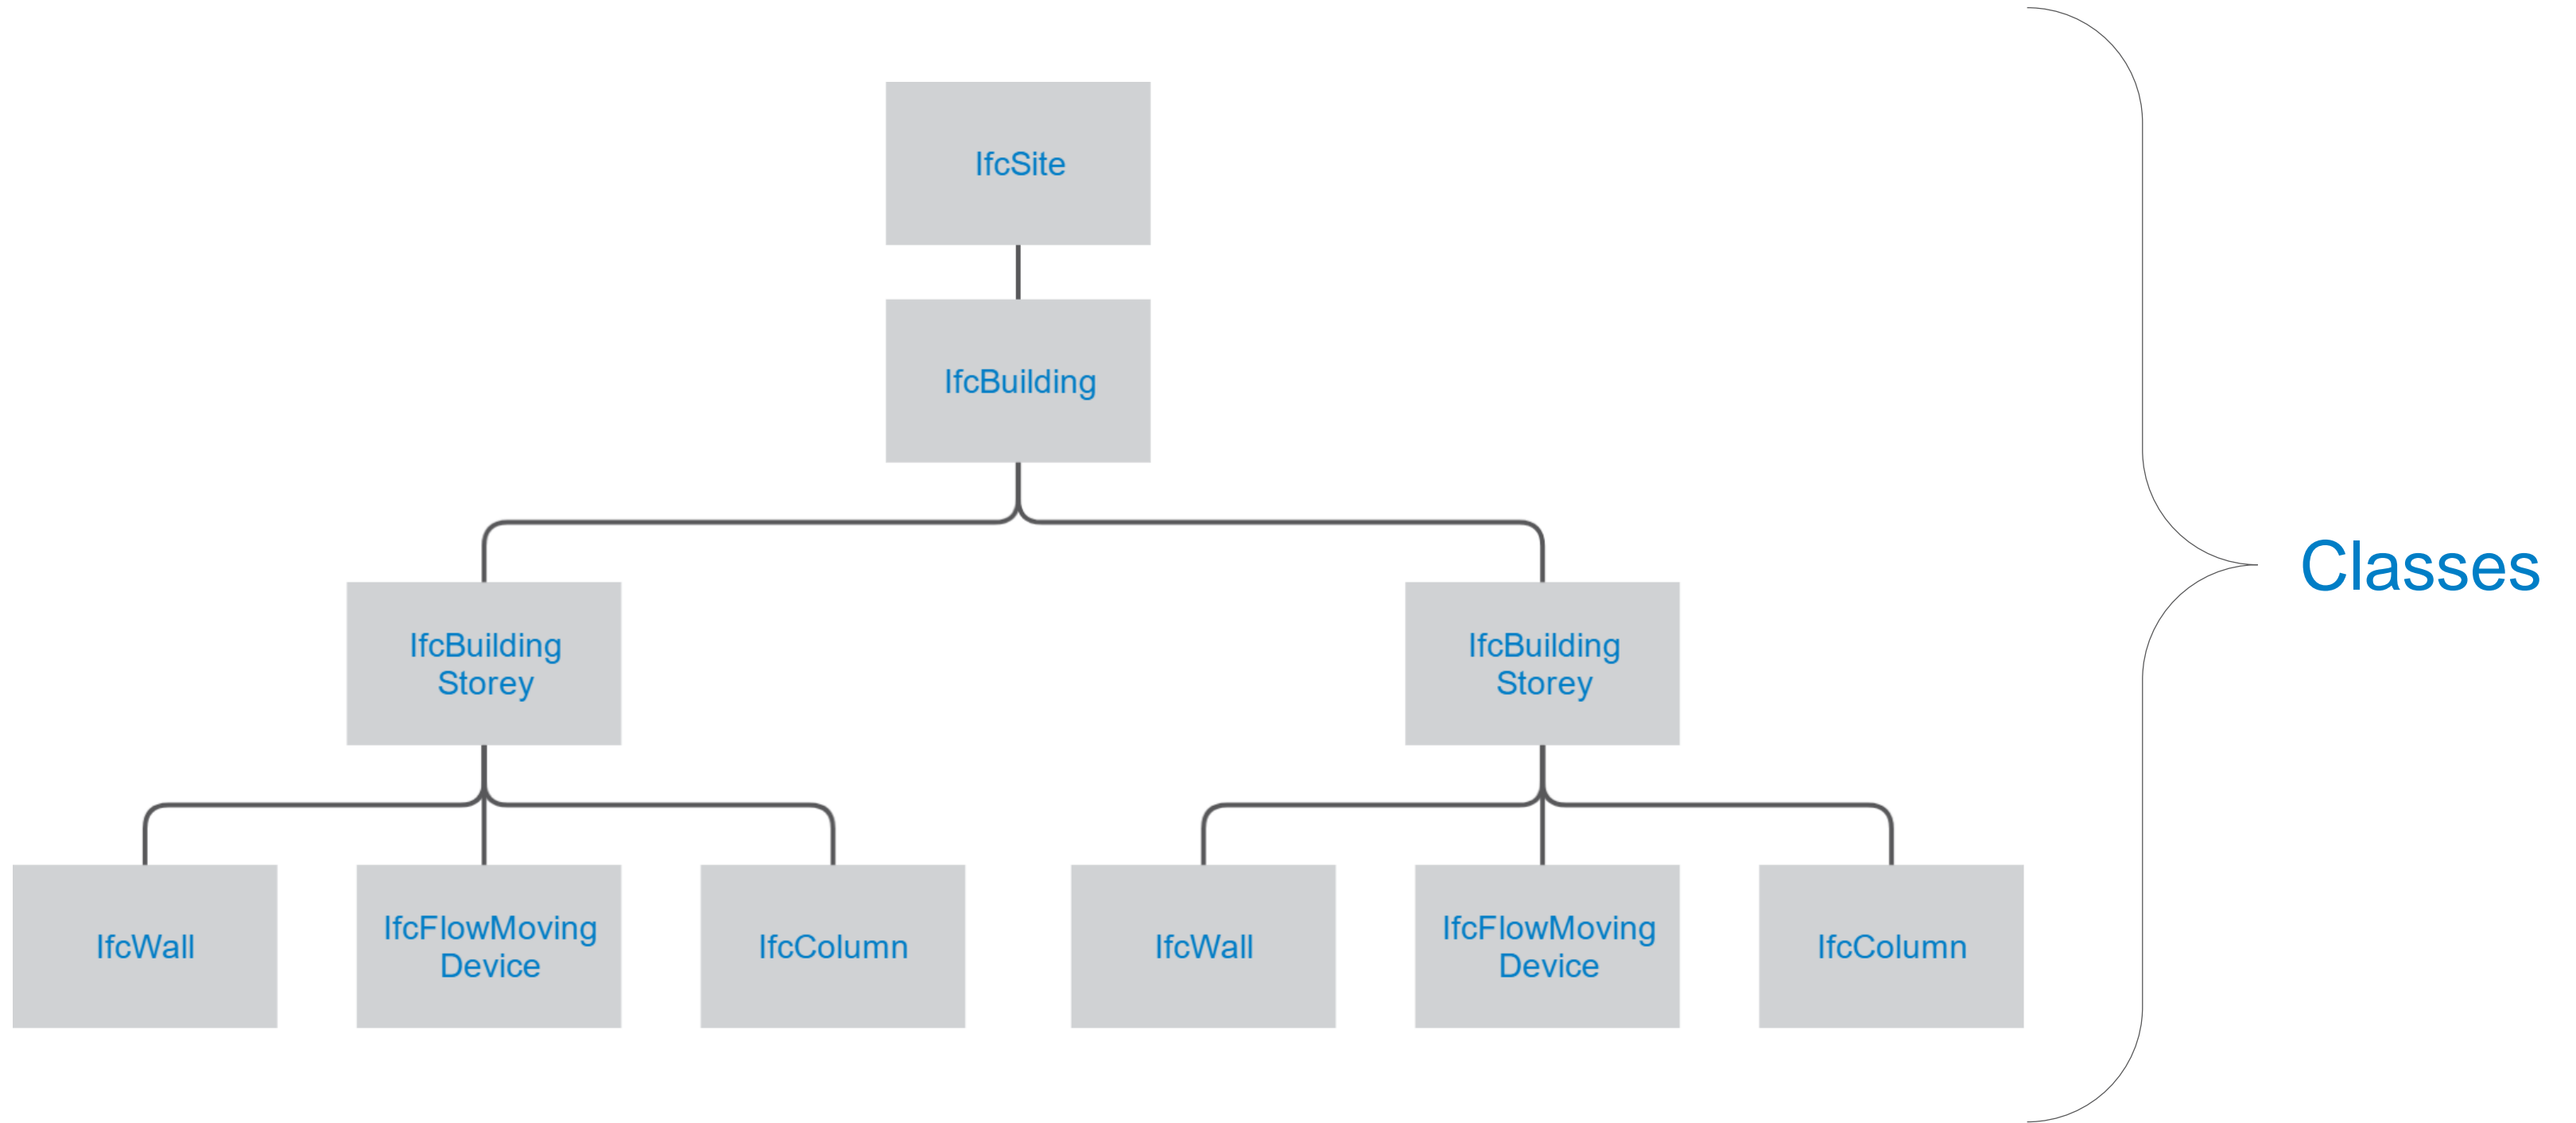 IfcSite
IfcBuilding
IfcBuilding
Storey
IfcBuilding
Storey
Classes
IfcWall
IfcFlowMoving
Device
IfcColumn
IfcWall
IfcFlowMoving
Device
IfcColumn